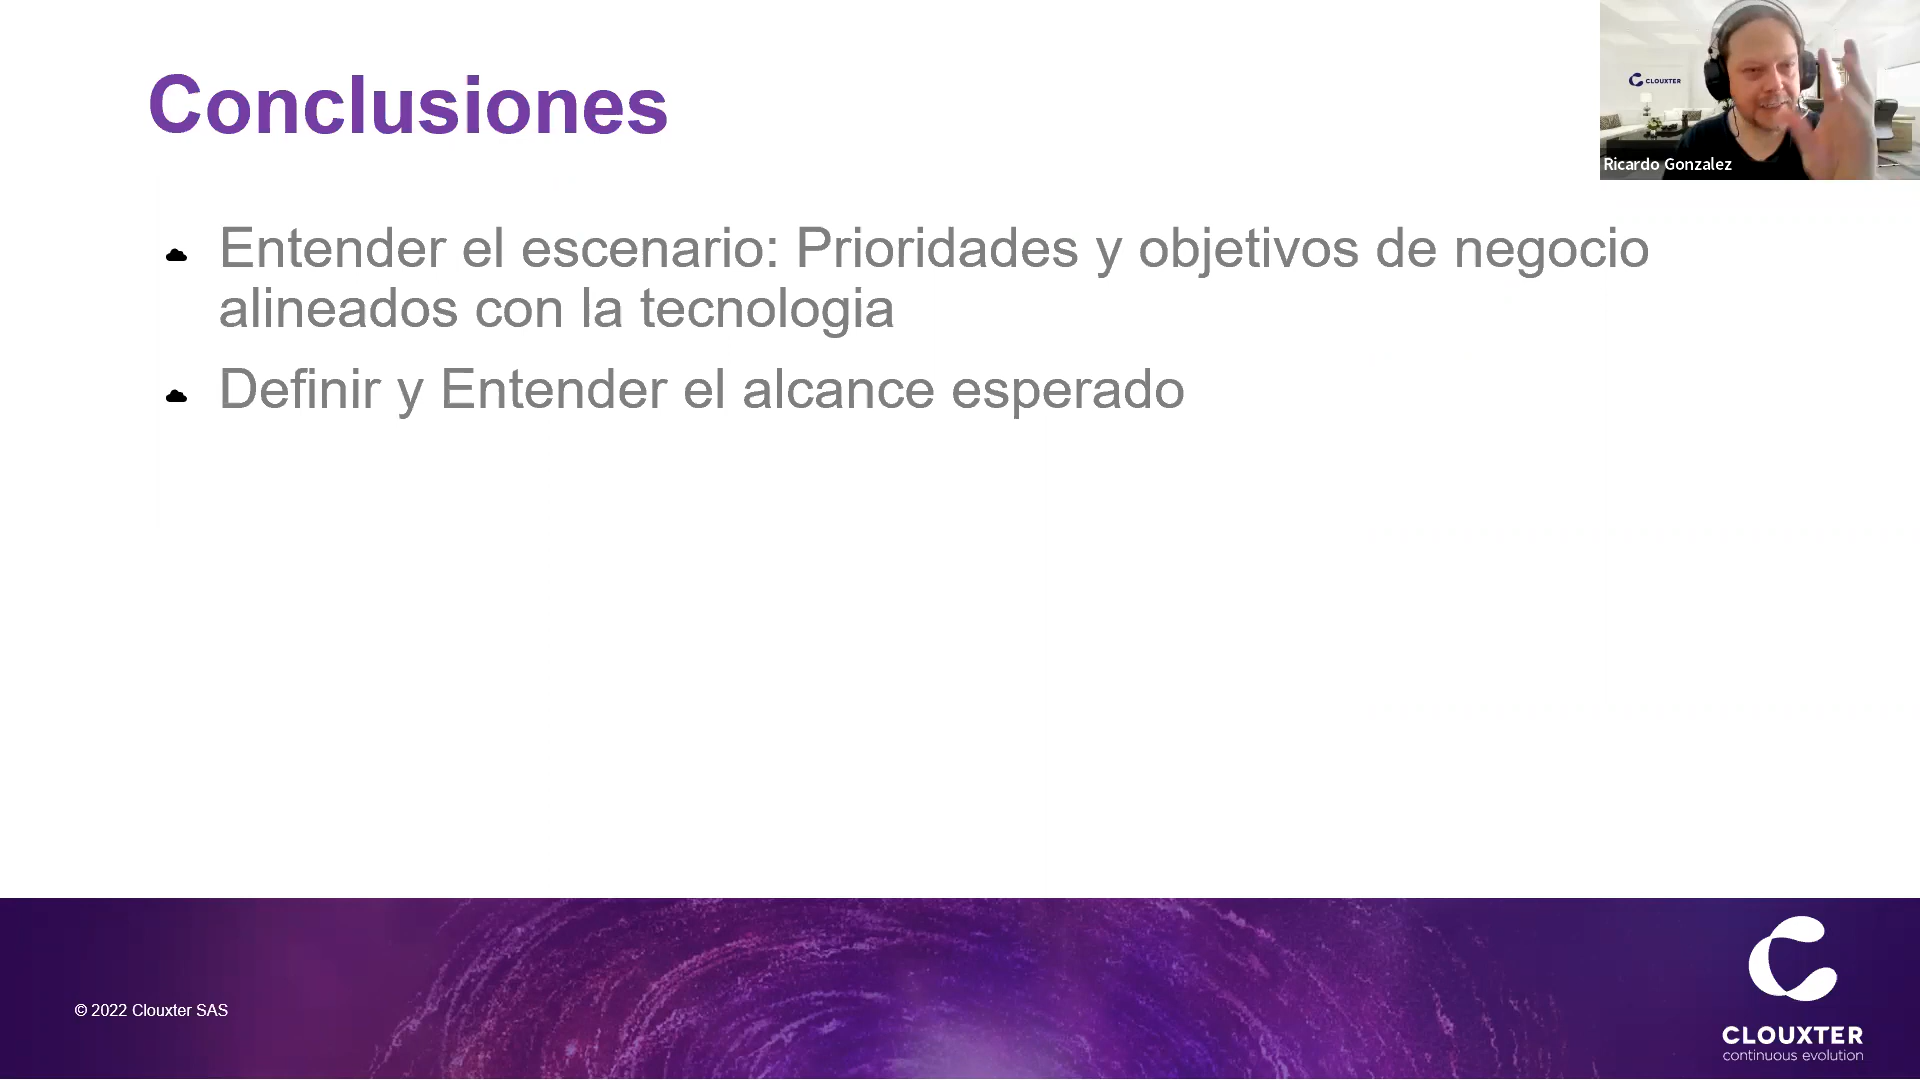 Conclusiones
CLOUXTER
Ricardo Gonzalez
Entender el escenario: Prioridades y objetivos de negocio
alineados con la tecnologia
Definir y Entender el alcance esperado
© 2022 Clouxter SAS
CLOUXTER
continuous evolution